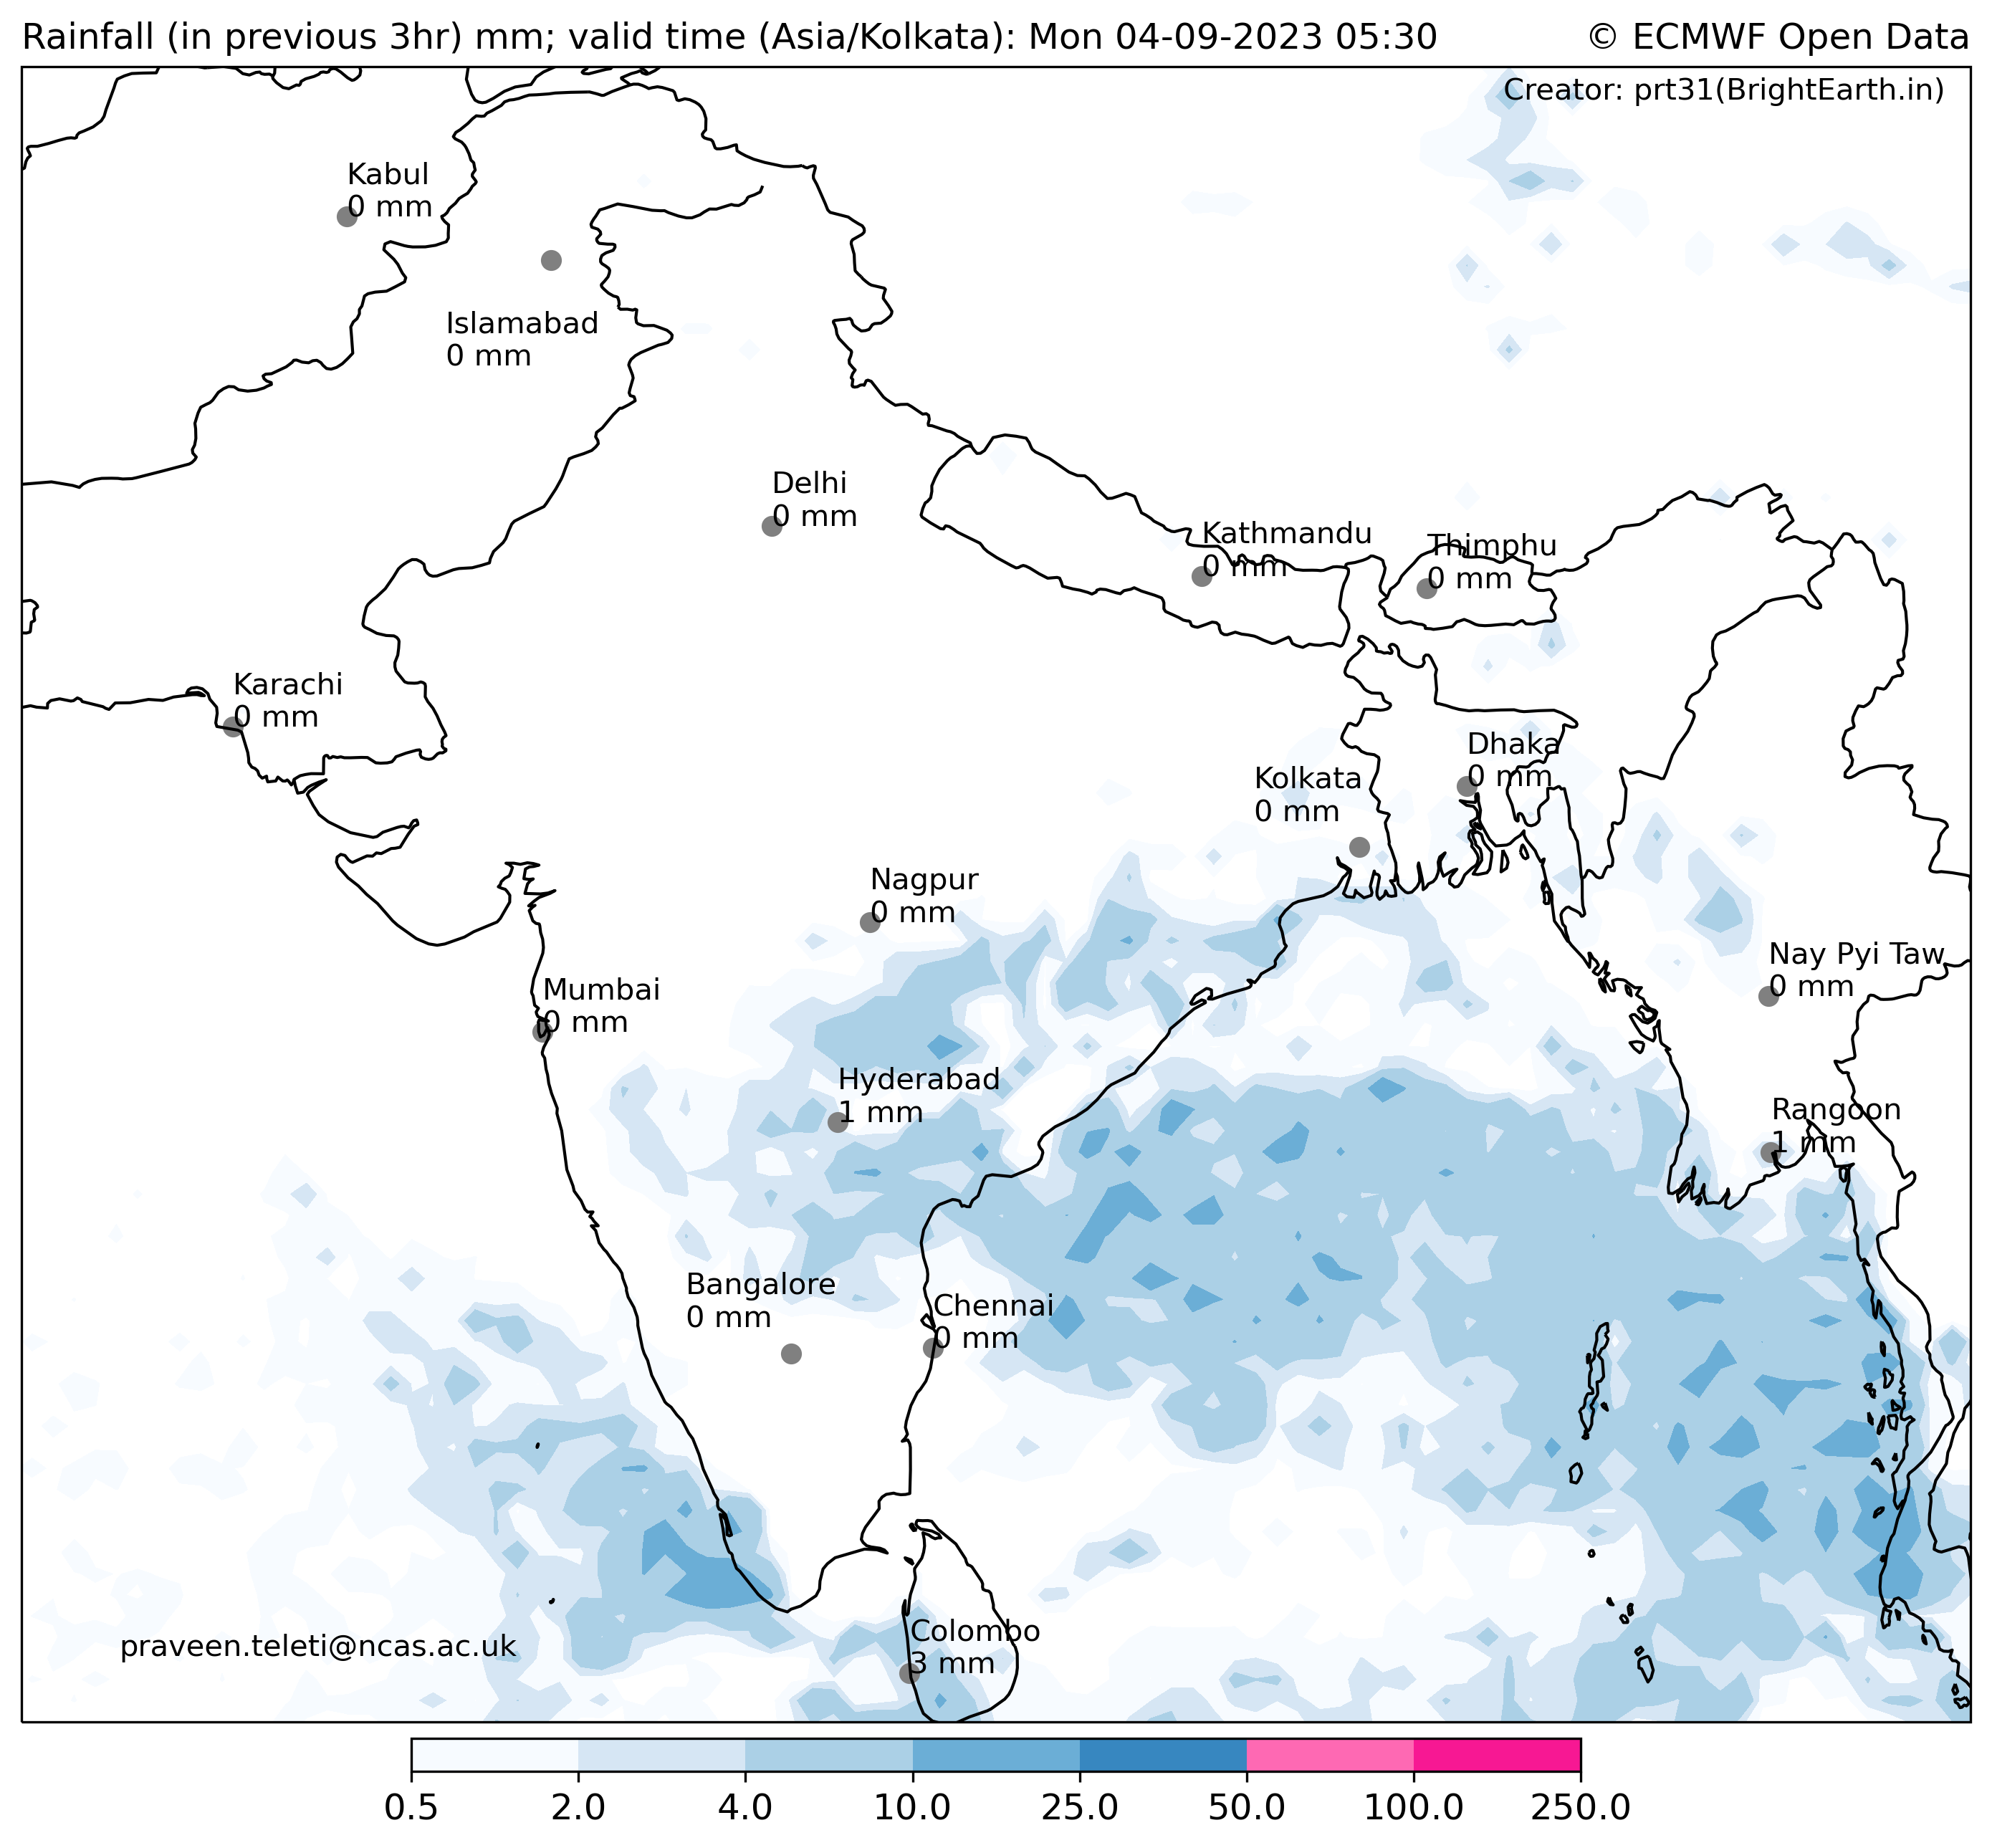 Rainfall (in previous 3hr) mm; valid time (Asia/Kolkata): Mon 04-09-2023 05:30
© ECMWF Open Data
Creator: prt31(BrightEarth.in)
Kabul
0 mm
Islamabad
0 mm
Delhi
0 mm
Kathmandu
0 mm
Thimphu
0 mm
Karachi
0 mm
Dhaka
0 mm
Kolkata
0 mm
Nagpur
0 mm
Nay Pyi Taw
0 mm
Mumbai
0 mm
Hyderabad
1 mm
Rangoon
1 mm
Bangalore
0 mm
Chennai
0 mm
Colombo
3 mm
praveen.teleti@ncas.ac.uk
0.5 2.0 4.0 10.0 25.0 50.0 100.0 250.0